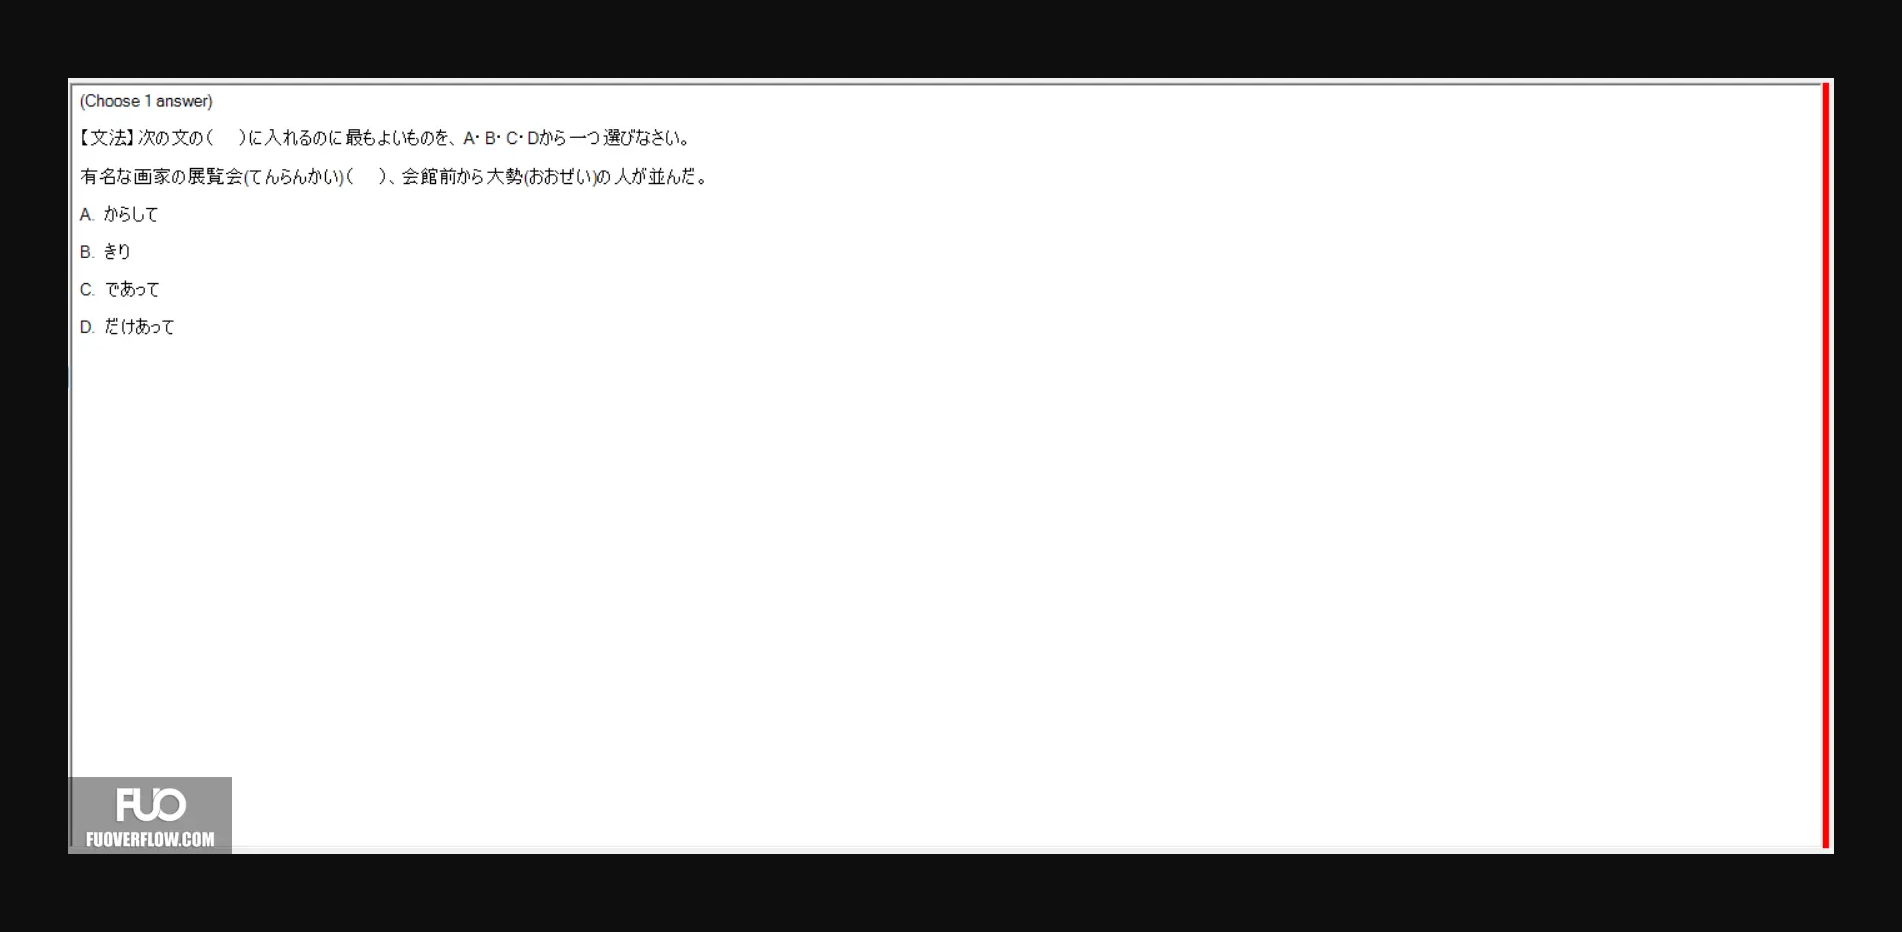 (Choose 1 answer)
【文法】次の文の(　)に入れるのに最もよいものを、A・B・C・Dから一つ選びなさい。
有名な画家の展覧会(てんらんかい)(　)、会館前から大勢(おおぜい)の人が並んだ。
A. からして
B. きり
C. であって
D. だけあって
FUO
FUOVERFLOW.COM